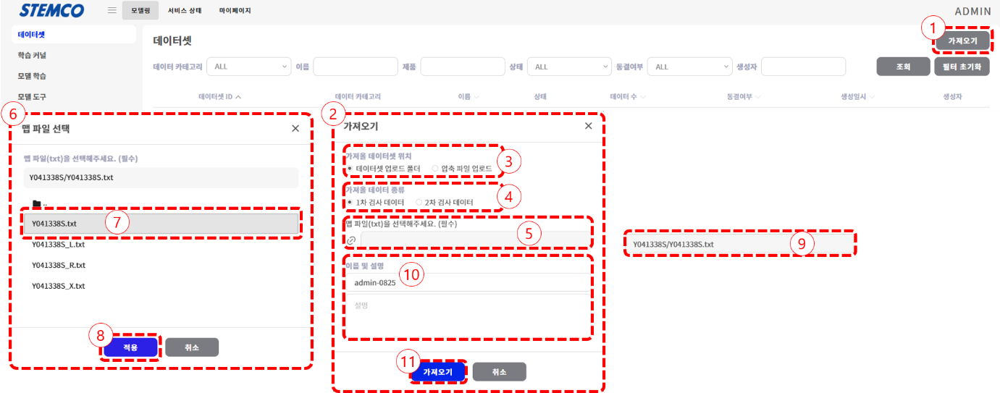 STEMCO
모델링 서비스 상태 마이페이지
ADMIN
데이터셋
학습 커널
모델 학습
모델 도구
데이터셋
1
가져오기
데이터 카테고리 ALL 이름 제품 상태 ALL 동결여부 ALL 생성자 조회 필터 초기화
데이터셋 ID 데이터 카테고리 이름 상태 데이터 수 동결여부 생성일시 생성자
6
맵 파일 선택
맵 파일(txt)을 선택해주세요. (필수)
Y041338S/Y041338S.txt
..
Y041338S.txt
7
Y041338S_L.txt
Y041338S_R.txt
Y041338S_X.txt
8
적용 취소
2
가져오기
가져올 데이터셋 위치
데이터셋 업로드 폴더 압축 파일 업로드
3
가져올 데이터 종류
1차 검사 데이터 2차 검사 데이터
4
맵 파일(txt)을 선택해주세요. (필수)
5
이름 및 설명
admin-0825
10
설명
11
가져오기 취소
Y041338S/Y041338S.txt
9